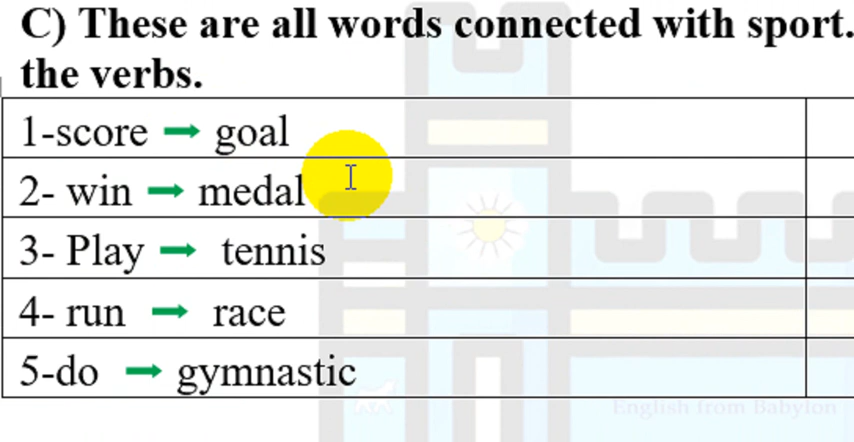 C) These are all words connected with sport.
the verbs.
1-score → goal
2- win → medal
3- Play → tennis
4- run → race
5-do → gymnastic
English from Babylon